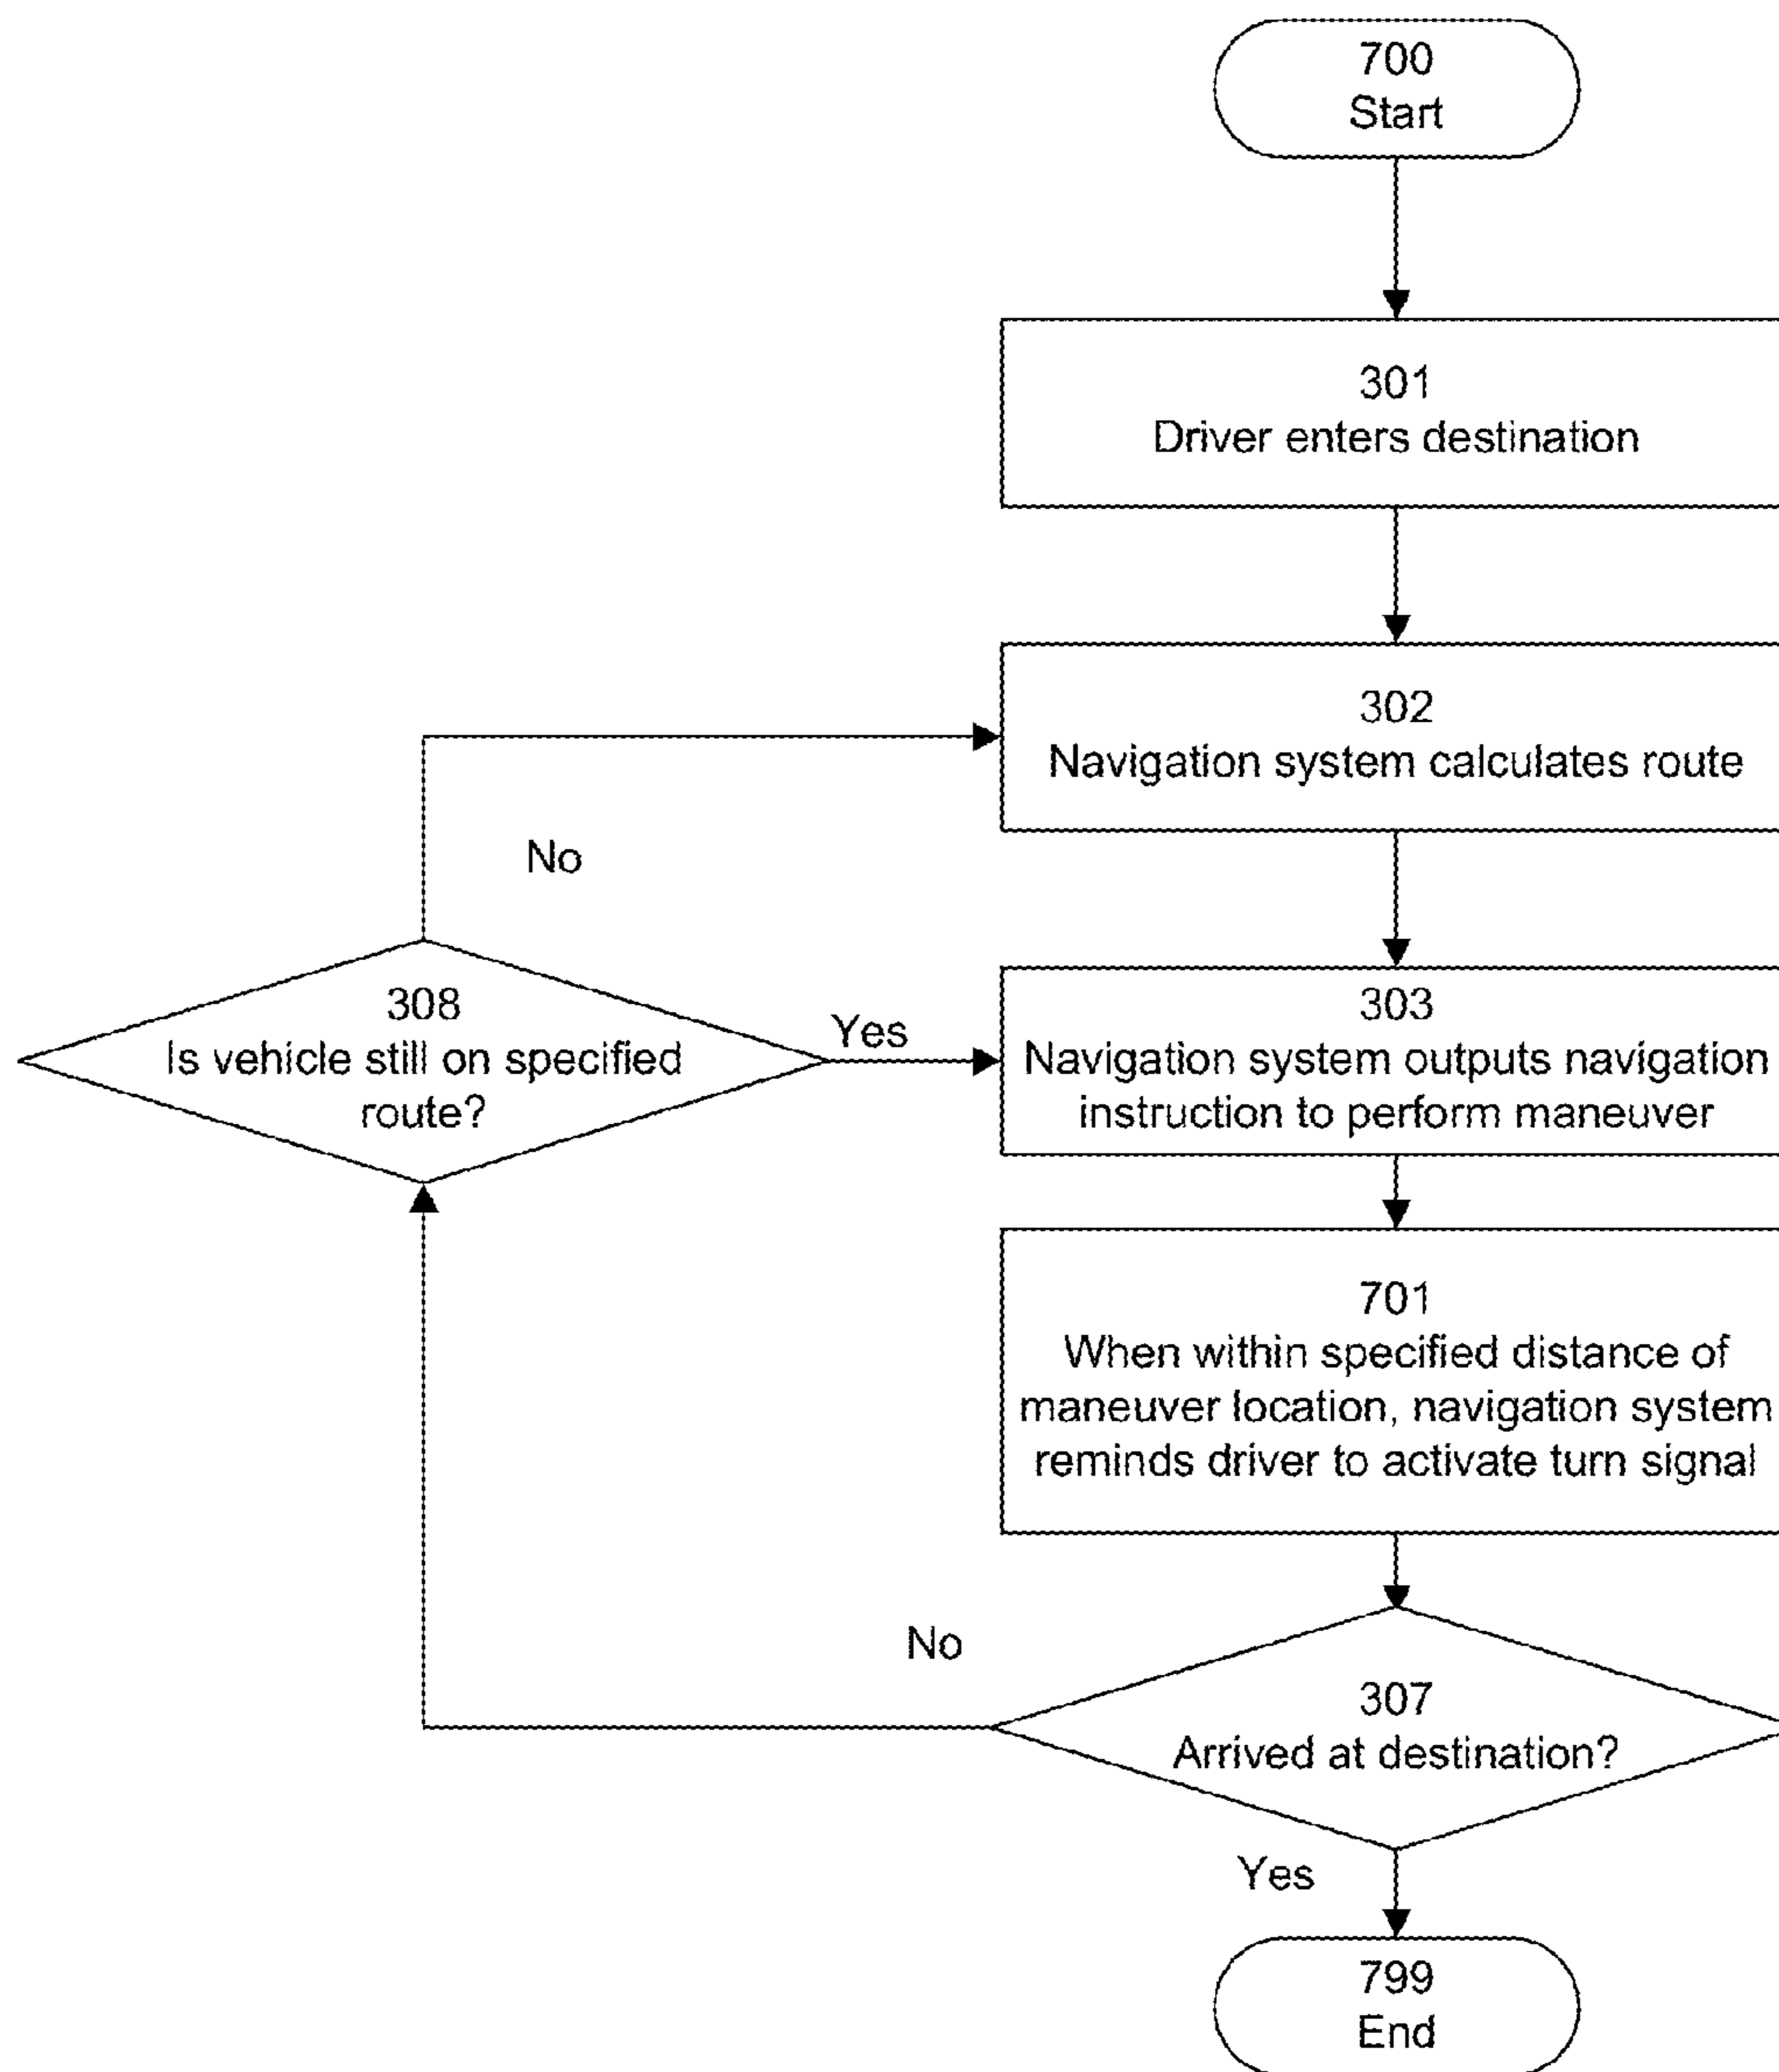 700
Start
301
Driver enters destination
302
Navigation system calculates route
No
308
Is vehicle still on specified
route?
Yes
303
Navigation system outputs navigation
instruction to perform maneuver
701
When within specified distance of
maneuver location, navigation system
reminds driver to activate turn signal
No
307
Arrived at destination?
Yes
799
End